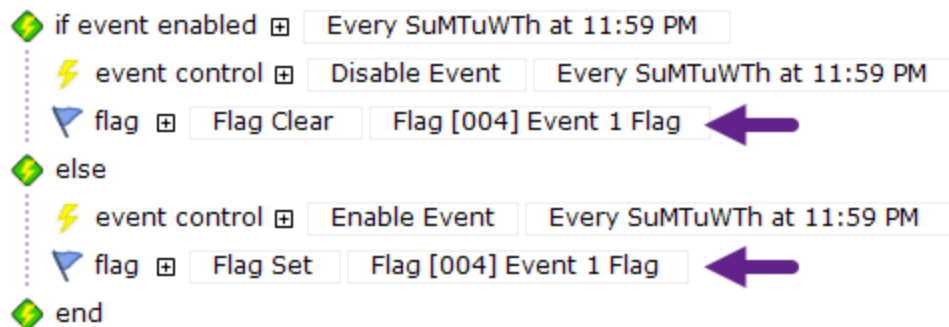 if event enabled Every SuMTuWTh at 11:59 PM
event control Disable Event Every SuMTuWTh at 11:59 PM
flag Flag Clear Flag [004] Event 1 Flag
else
event control Enable Event Every SuMTuWTh at 11:59 PM
flag Flag Set Flag [004] Event 1 Flag
end